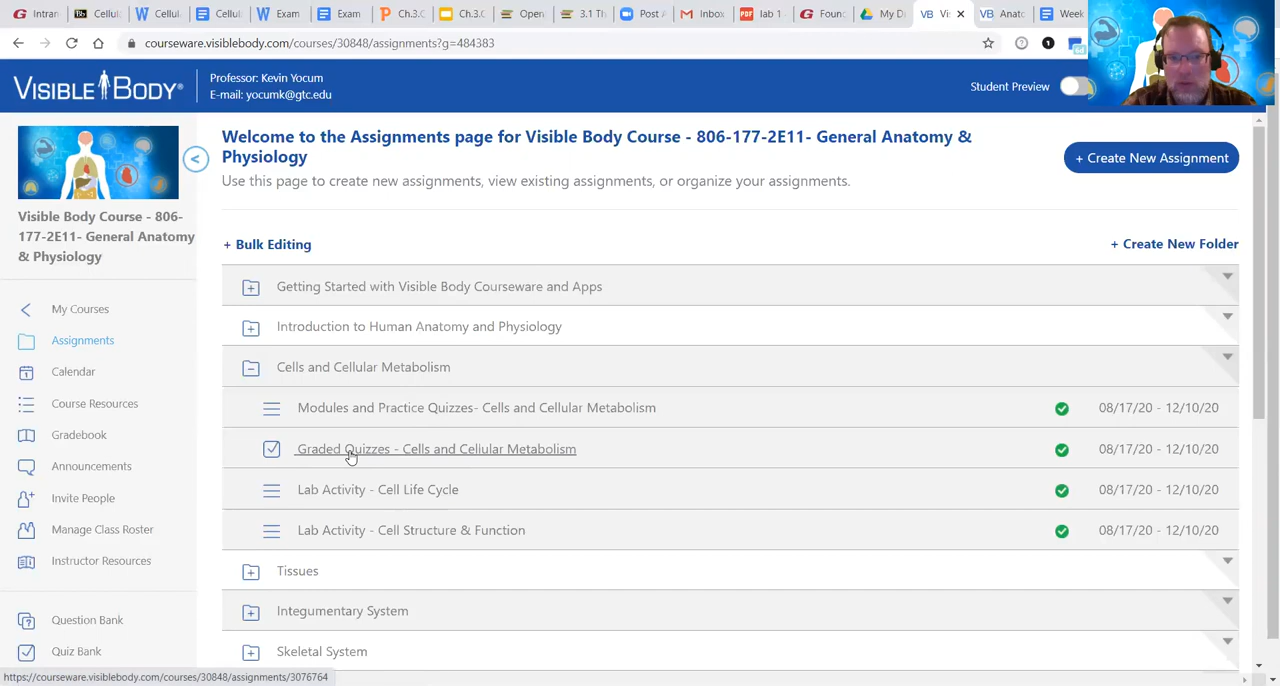 Intran
Cellul
Cellul.
Cellul
Exam
Exam
Ch.3.C
Ch.3.C
Open
3.1 Th
Post A
Inbox
lab 1
Found
My Dr
Vis
Anato
Week
courseware.visiblebody.com/courses/30848/assignments?g=484383
VISIBLE BODY®
Professor: Kevin Yocum
E-mail: yocumk@gtc.edu
Student Preview
Visible Body Course - 806-
177-2E11- General Anatomy
& Physiology
My Courses
Assignments
Calendar
Course Resources
Gradebook
Announcements
Invite People
Manage Class Roster
Instructor Resources
Question Bank
Quiz Bank
Welcome to the Assignments page for Visible Body Course - 806-177-2E11- General Anatomy &
Physiology
+ Create New Assignment
Use this page to create new assignments, view existing assignments, or organize your assignments.
+ Bulk Editing
+ Create New Folder
Getting Started with Visible Body Courseware and Apps
Introduction to Human Anatomy and Physiology
Cells and Cellular Metabolism
Modules and Practice Quizzes- Cells and Cellular Metabolism 08/17/20 - 12/10/20
Graded Quizzes - Cells and Cellular Metabolism 08/17/20 - 12/10/20
Lab Activity - Cell Life Cycle 08/17/20 - 12/10/20
Lab Activity - Cell Structure & Function 08/17/20 - 12/10/20
Tissues
Integumentary System
Skeletal System
https://courseware.visiblebody.com/courses/30848/assignments/3076764